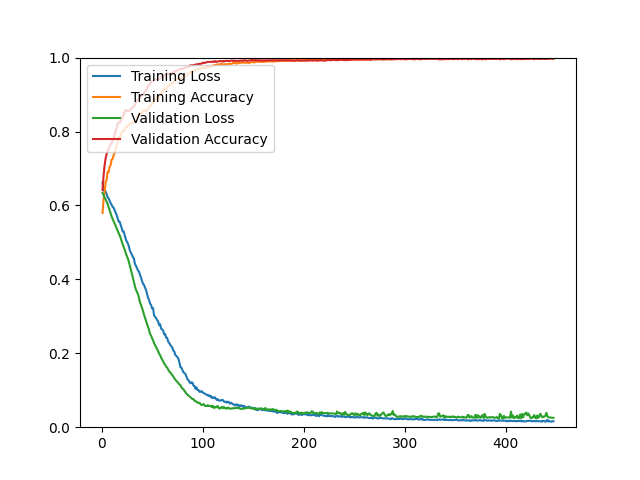 1.0
0.8
0.6
0.4
0.2
0.0
Training Loss
Training Accuracy
Validation Loss
Validation Accuracy
0 100 200 300 400